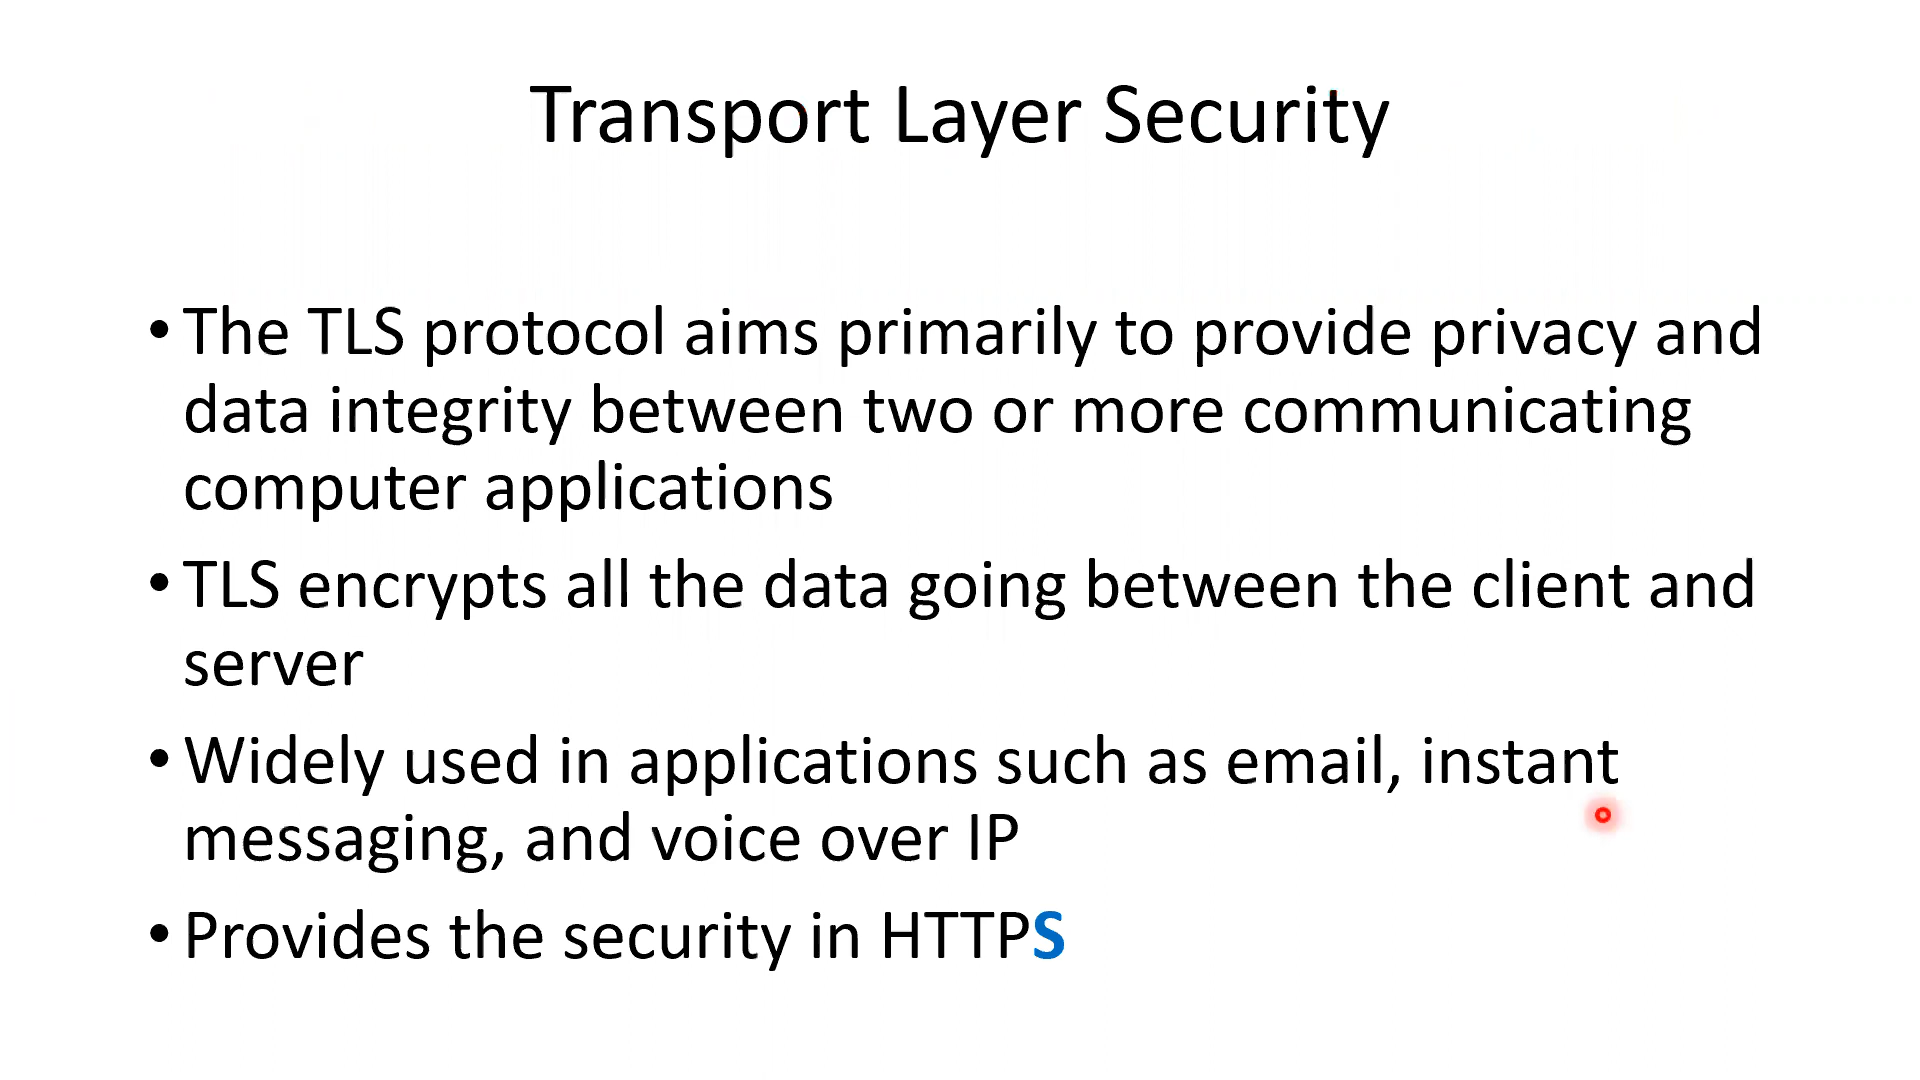 Transport Layer Security
• The TLS protocol aims primarily to provide privacy and
data integrity between two or more communicating
computer applications
• TLS encrypts all the data going between the client and
server
• Widely used in applications such as email, instant
messaging, and voice over IP
• Provides the security in HTTPS